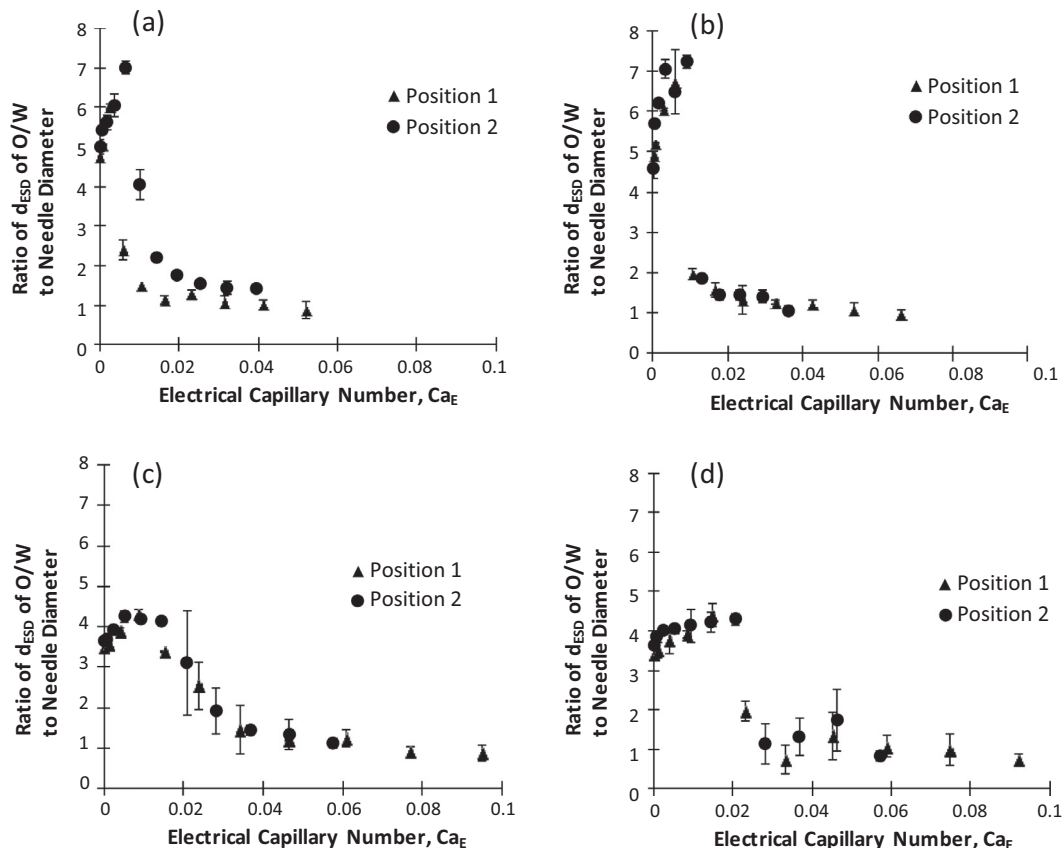 (a)
8
7
6
5
4
3
2
1
0
Ratio of dESD of O/W
to Needle Diameter
▲ Position 1
● Position 2
0 0.02 0.04 0.06 0.08 0.1
Electrical Capillary Number, CaE
(b)
8
7
6
5
4
3
2
1
0
Ratio of dESD of O/W
to Needle Diameter
▲ Position 1
● Position 2
0 0.02 0.04 0.06 0.08 0.1
Electrical Capillary Number, CaE
(c)
8
7
6
5
4
3
2
1
0
Ratio of dESD of O/W
to Needle Diameter
▲ Position 1
● Position 2
0 0.02 0.04 0.06 0.08 0.1
Electrical Capillary Number, CaE
(d)
8
7
6
5
4
3
2
1
0
Ratio of dESD of O/W
to Needle Diameter
▲ Position 1
● Position 2
0 0.02 0.04 0.06 0.08 0.1
Electrical Capillary Number, CaE